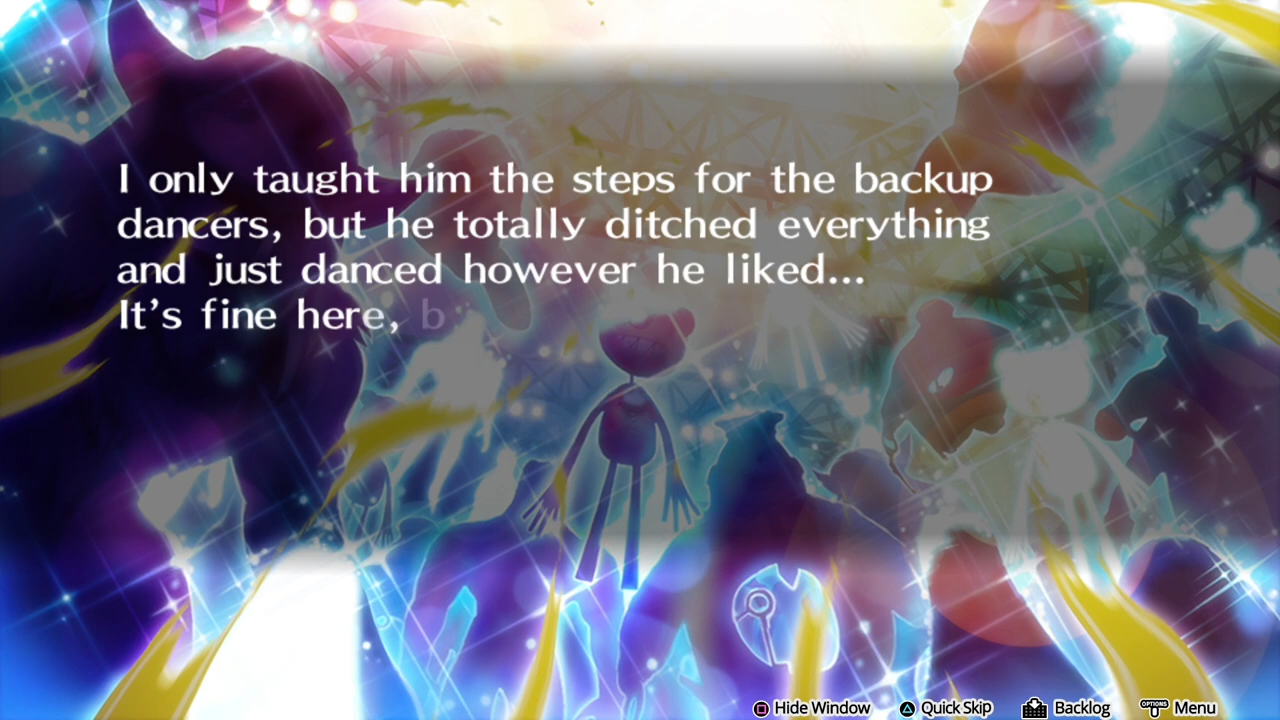 I only taught him the steps for the backup
dancers, but he totally ditched everything
and just danced however he liked...
It's fine here, b
Hide Window Quick Skip Backlog OPTIONS Menu